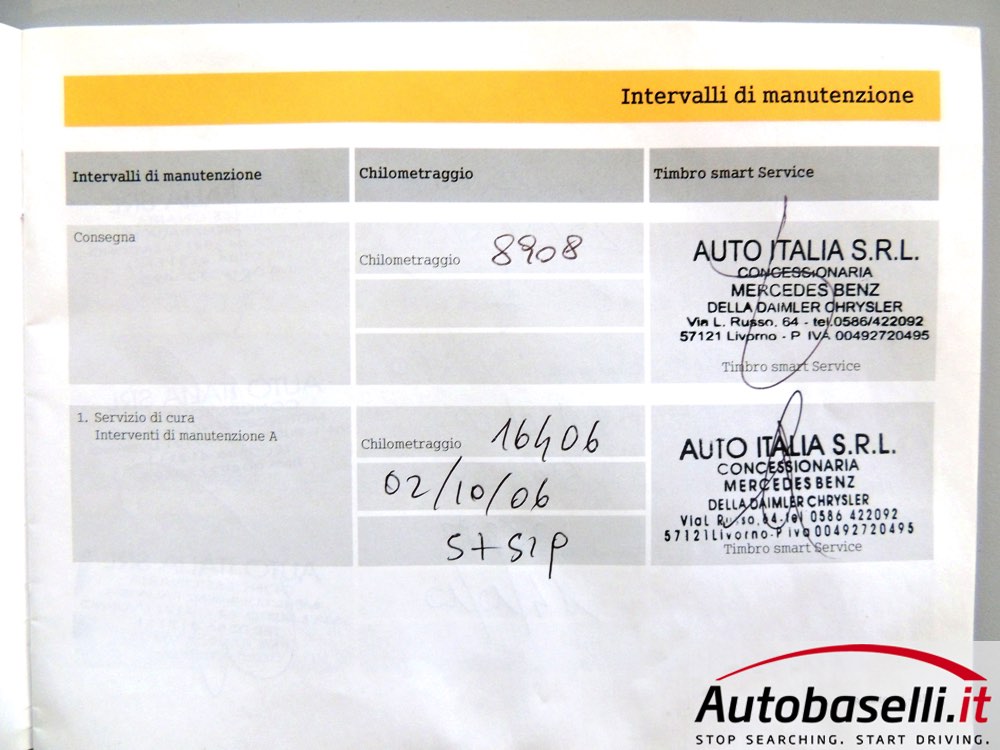 Intervalli di manutenzione
Intervalli di manutenzione
Chilometraggio
Timbro smart Service
Consegna
Chilometraggio 8908
AUTO ITALIA S.R.L.
CONCESSIONARIA
MERCEDES BENZ
DELLA DAIMLER CHRYSLER
Via L. Russo, 64 - tel.0586/422092
57121 Livorno - P IVA 00492720495
Timbro smart Service
1. Servizio di cura
Interventi di manutenzione A
Chilometraggio 16406
02/10/06
AUTO ITALIA S.R.L.
CONCESSIONARIA
MERCEDES BENZ
DELLA DAIMLER CHRYSLER
Via L. Russo, 64-tel 0586 422092
57121 Livorno-P iva 00492720495
Timbro smart Service
Autobaselli.it
STOP SEARCHING. START DRIVING.